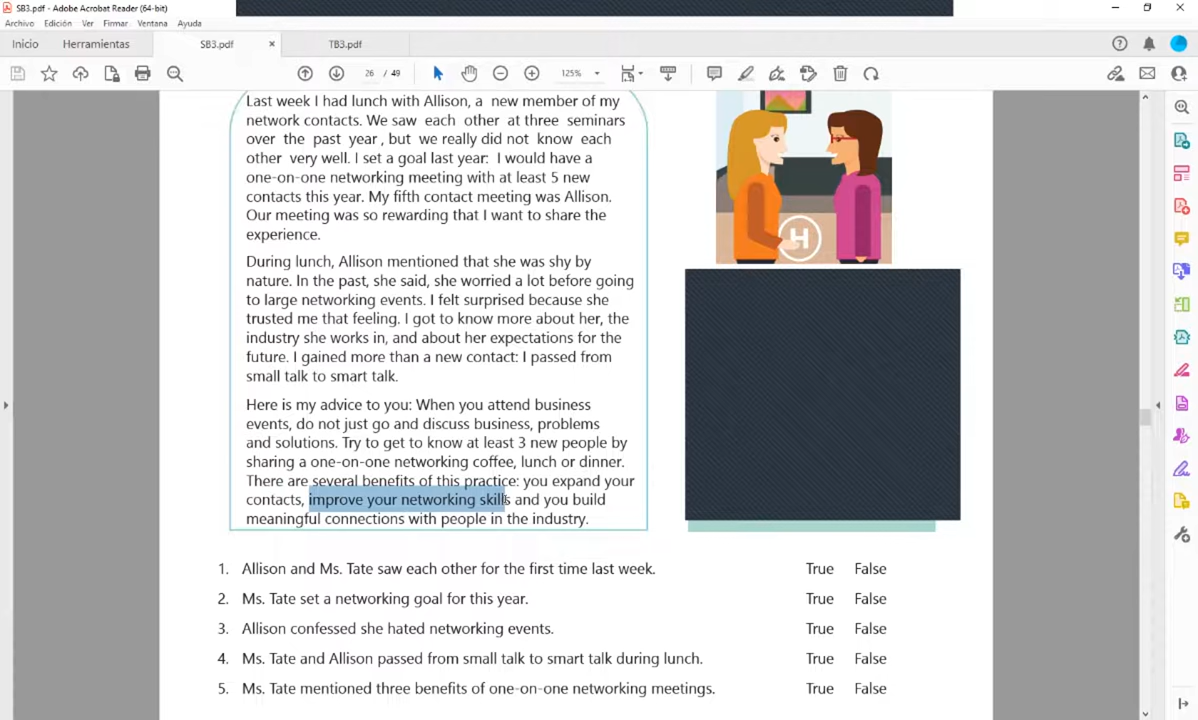 SB3.pdf - Adobe Acrobat Reader (64-bit)
Archivo Edición Ver Firmar Ventana Ayuda
Inicio Herramientas SB3.pdf × TB3.pdf
26 / 49 125%
Last week I had lunch with Allison, a new member of my
network contacts. We saw each other at three seminars
over the past year, but we really did not know each
other very well. I set a goal last year: I would have a
one-on-one networking meeting with at least 5 new
contacts this year. My fifth contact meeting was Allison.
Our meeting was so rewarding that I want to share the
experience.
During lunch, Allison mentioned that she was shy by
nature. In the past, she said, she worried a lot before going
to large networking events. I felt surprised because she
trusted me that feeling. I got to know more about her, the
industry she works in, and about her expectations for the
future. I gained more than a new contact: I passed from
small talk to smart talk.
Here is my advice to you: When you attend business
events, do not just go and discuss business, problems
and solutions. Try to get to know at least 3 new people by
sharing a one-on-one networking coffee, lunch or dinner.
There are several benefits of this practice: you expand your
contacts, improve your networking skills and you build
meaningful connections with people in the industry.
H
1. Allison and Ms. Tate saw each other for the first time last week. True False
2. Ms. Tate set a networking goal for this year. True False
3. Allison confessed she hated networking events. True False
4. Ms. Tate and Allison passed from small talk to smart talk during lunch. True False
5. Ms. Tate mentioned three benefits of one-on-one networking meetings. True False